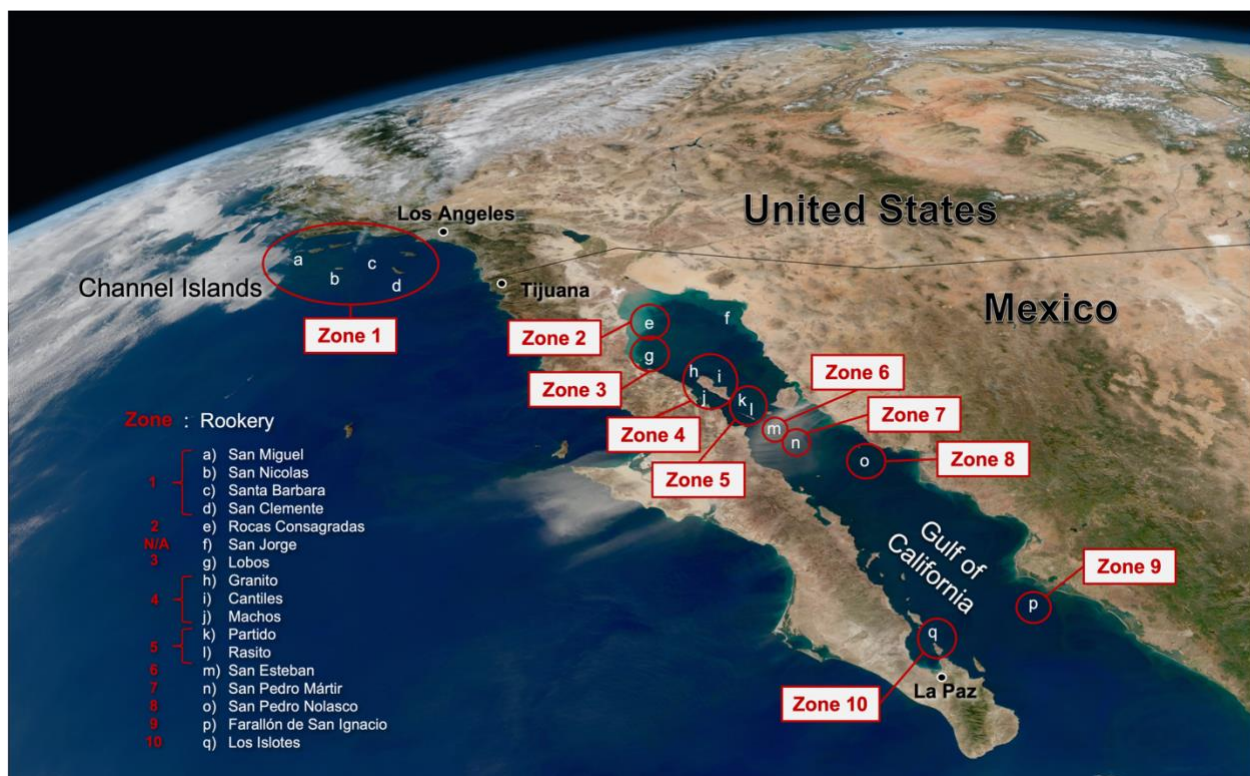 United States
Los Angeles
a
c
b
d
Channel Islands
Tijuana
Mexico
Zone 1
Zone 2
e
f
g
Zone 3
h
i
j
k
l
Zone 6
Zone 4
m
n
Zone 7
Zone 5
o
Zone 8
Zone : Rookery
1
a) San Miguel
b) San Nicolas
c) Santa Barbara
d) San Clemente
2 e) Rocas Consagradas
N/A f) San Jorge
3 g) Lobos
4
h) Granito
i) Cantiles
j) Machos
5
k) Partido
l) Rasito
6 m) San Esteban
7 n) San Pedro Mártir
8 o) San Pedro Nolasco
9 p) Farallón de San Ignacio
10 q) Los Islotes
Gulf of
California
Zone 9
p
q
La Paz
Zone 10